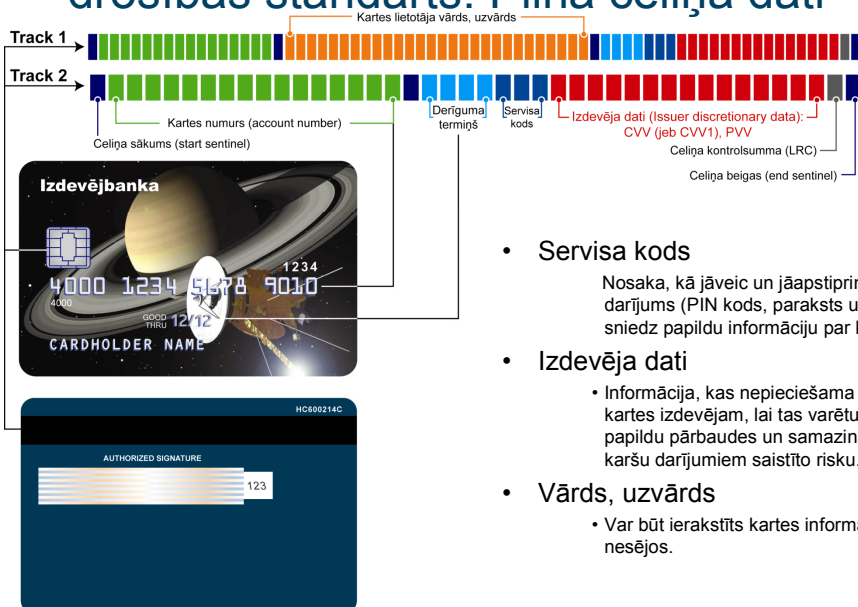 drošības standarts: Pilna celiņa dati
Kartes lietotāja vārds, uzvārds
Track 1
Track 2
Kartes numurs (account number)
Celiņa sākums (start sentinel)
Derīguma
termiņš
Servisa
kods
Izdevēja dati (Issuer discretionary data):
CVV (jeb CVV1), PVV
Celiņa kontrolsumma (LRC)
Celiņa beigas (end sentinel)
Izdevējbanka
1234
4000 1234 5678 9010
4000
GOOD
THRU 12/12
CARDHOLDER NAME
HC600214C
AUTHORIZED SIGNATURE
123
• Servisa kods
Nosaka, kā jāveic un
darījums (PIN kods, paraksts
sniedz papildu informāciju par
• Izdevēja dati
• Informācija, kas nepieciešama
kartes izdevējam, lai tas varētu
papildu pārbaudes un
karšu darījumiem saistīto risku.
• Vārds, uzvārds
• Var būt ierakstīts kartes
nesējos.